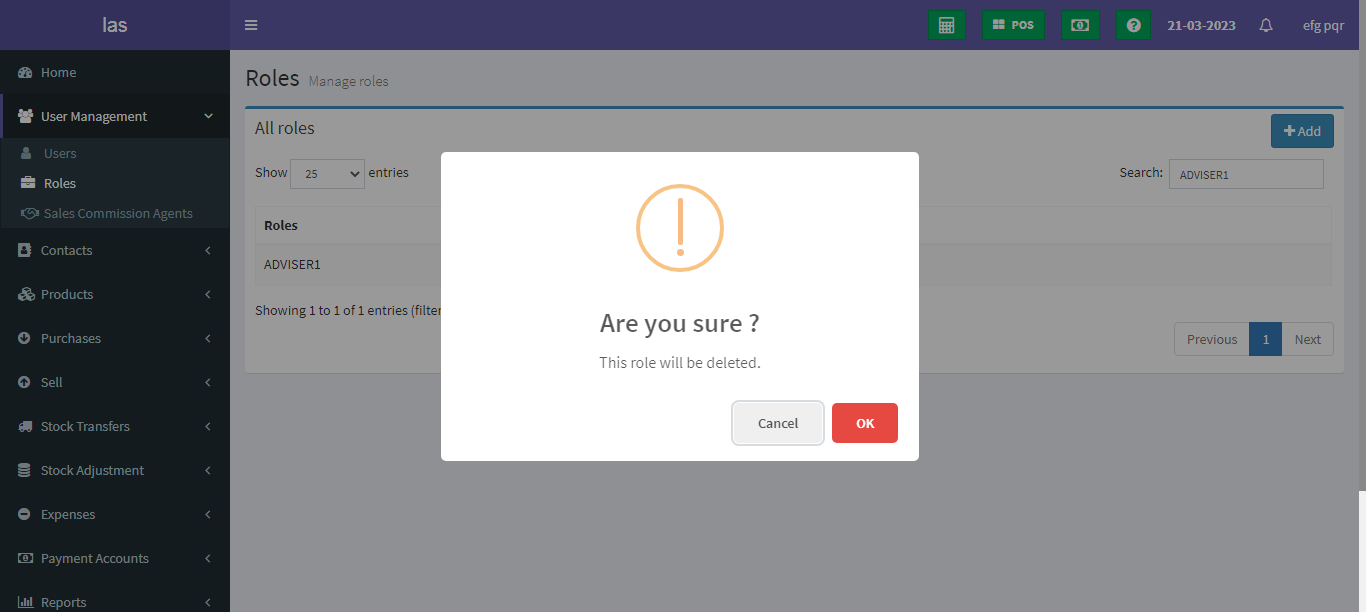 las
POS
21-03-2023
efg pqr
Home
User Management
Users
Roles
Sales Commission Agents
Contacts
Products
Purchases
Sell
Stock Transfers
Stock Adjustment
Expenses
Payment Accounts
Reports
Roles Manage roles
All roles
Add
Show 25 entries
Search: ADVISER1
Roles
ADVISER1
Showing 1 to 1 of 1 entries (filter
Previous 1 Next
Are you sure ?
This role will be deleted.
Cancel OK